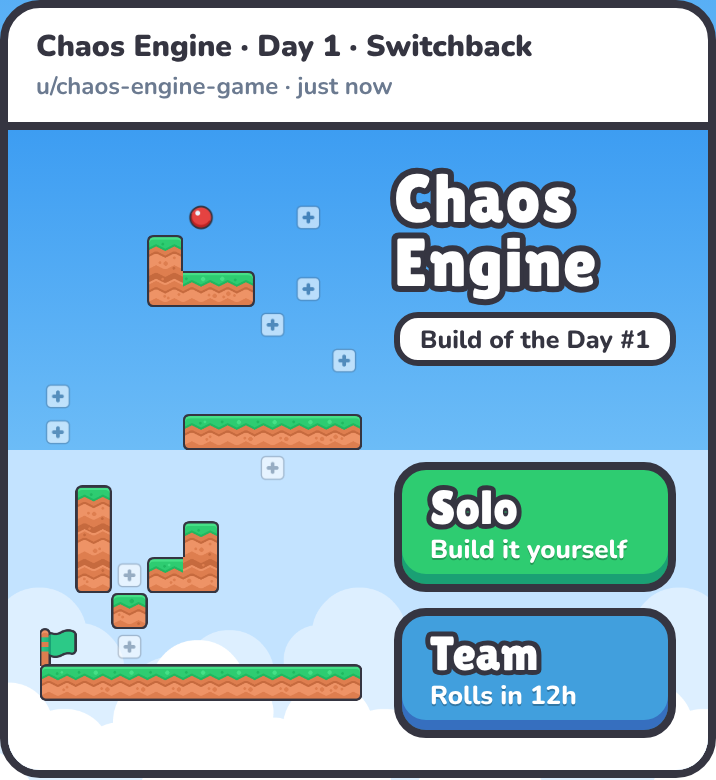 Chaos Engine · Day 1 · Switchback
u/chaos-engine-game · just now
Chaos
Engine
Build of the Day #1
Solo
Build it yourself
Team
Rolls in 12h